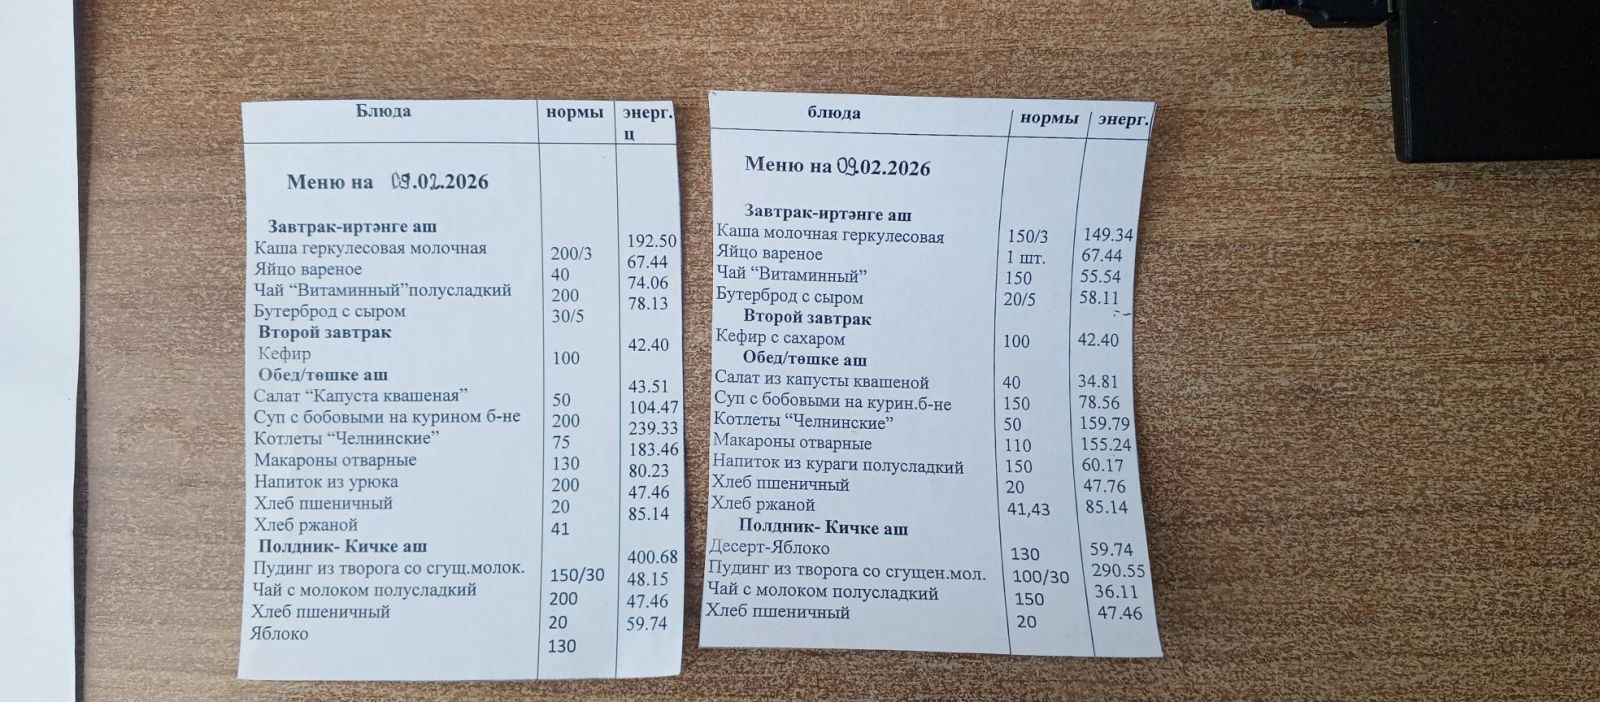 Блюда нормы энерг.ц
Меню на 09.02.2026
Завтрак-иртәнге аш
Каша геркулесовая молочная 200/3 192.50
Яйцо вареное 40 67.44
Чай “Витаминный”полусладкий 200 74.06
Бутерброд с сыром 30/5 78.13
Второй завтрак
Кефир 100 42.40
Обед/төшке аш
Салат “Капуста квашеная” 50 43.51
Суп с бобовыми на курином б-не 200 104.47
Котлеты “Челнинские” 75 239.33
Макароны отварные 130 183.46
Напиток из урюка 200 80.23
Хлеб пшеничный 20 47.46
Хлеб ржаной 41 85.14
Полдник- Кичке аш
Пудинг из творога со сгущ.молок. 150/30 400.68
Чай с молоком полусладкий 200 48.15
Хлеб пшеничный 20 47.46
Яблоко 130 59.74
блюда нормы энерг.
Меню на 09.02.2026
Завтрак-иртәнге аш
Каша молочная геркулесовая 150/3 149.34
Яйцо вареное 1 шт. 67.44
Чай “Витаминный” 150 55.54
Бутерброд с сыром 20/5 58.11
Второй завтрак
Кефир с сахаром 100 42.40
Обед/төшке аш
Салат из капусты квашеной 40 34.81
Суп с бобовыми на курин.б-не 150 78.56
Котлеты “Челнинские” 50 159.79
Макароны отварные 110 155.24
Напиток из кураги полусладкий 150 60.17
Хлеб пшеничный 20 47.76
Хлеб ржаной 41,43 85.14
Полдник- Кичке аш
Десерт-Яблоко 130 59.74
Пудинг из творога со сгущен.мол. 100/30 290.55
Чай с молоком полусладкий 150 36.11
Хлеб пшеничный 20 47.46